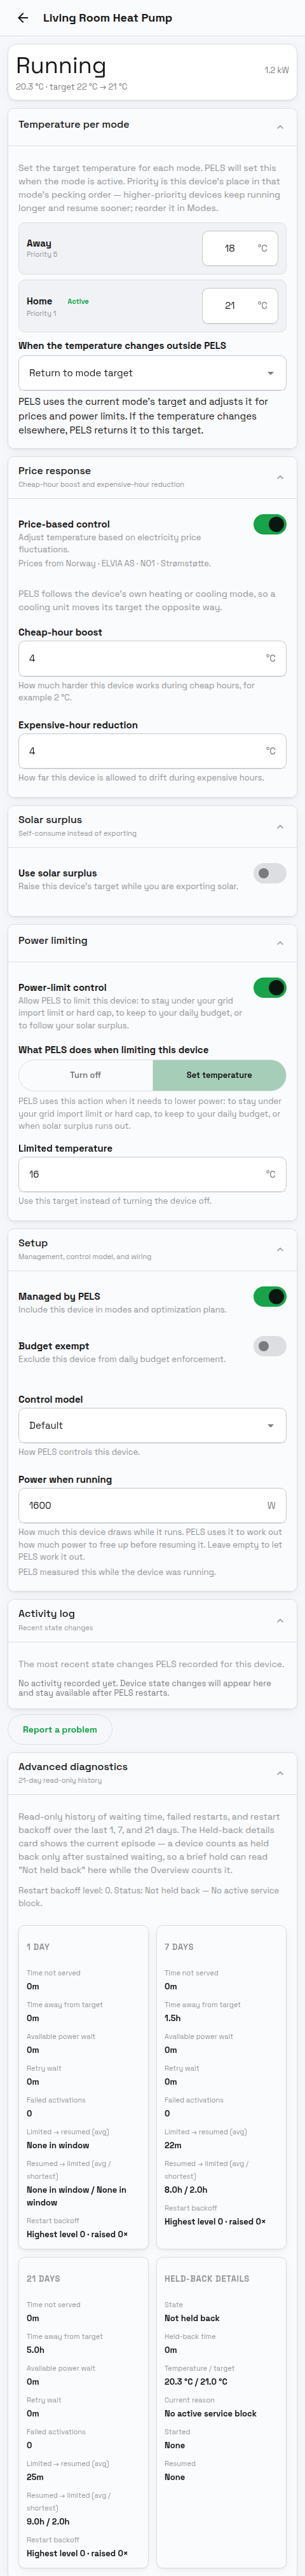 Living Room Heat Pump
Running
1.2 kW
20.3 °C · target 22 °C → 21 °C
Temperature per mode
Set the target temperature for each mode. PELS will set this
when the mode is active. Priority is this device's place in that
mode's pecking order — higher-priority devices keep running
longer and resume sooner; reorder it in Modes.
Away
Priority 5
18 °C
Home Active
Priority 1
21 °C
When the temperature changes outside PELS
Return to mode target
PELS uses the current mode's target and adjusts it for
prices and power limits. If the temperature changes
elsewhere, PELS returns it to this target.
Price response
Cheap-hour boost and expensive-hour reduction
Price-based control
Adjust temperature based on electricity price
fluctuations.
Prices from Norway · ELVIA AS · NO1 · Strømstøtte.
PELS follows the device's own heating or cooling mode, so a
cooling unit moves its target the opposite way.
Cheap-hour boost
4 °C
How much harder this device works during cheap hours, for
example 2 °C.
Expensive-hour reduction
4 °C
How far this device is allowed to drift during expensive hours.
Solar surplus
Self-consume instead of exporting
Use solar surplus
Raise this device's target while you are exporting solar.
Power limiting
Power-limit control
Allow PELS to limit this device: to stay under your grid
import limit or hard cap, to keep to your daily budget, or
to follow your solar surplus.
What PELS does when limiting this device
Turn off Set temperature
PELS uses this action when it needs to lower power: to stay under
your grid import limit or hard cap, to keep to your daily budget, or
when solar surplus runs out.
Limited temperature
16 °C
Use this target instead of turning the device off.
Setup
Management, control model, and wiring
Managed by PELS
Include this device in modes and optimization plans.
Budget exempt
Exclude this device from daily budget enforcement.
Control model
Default
How PELS controls this device.
Power when running
1600 W
How much this device draws while it runs. PELS uses it to work out
how much power to free up before resuming it. Leave empty to let
PELS work it out.
PELS measured this while the device was running.
Activity log
Recent state changes
The most recent state changes PELS recorded for this device.
No activity recorded yet. Device state changes will appear here
and stay available after PELS restarts.
Report a problem
Advanced diagnostics
21-day read-only history
Read-only history of waiting time, failed restarts, and restart
backoff over the last 1, 7, and 21 days. The Held-back details
card shows the current episode — a device counts as held
back only after sustained waiting, so a brief hold can read
"Not held back" here while the Overview counts it.
Restart backoff level: 0. Status: Not held back — No active service
block.
1 DAY
Time not served
0m
Time away from target
0m
Available power wait
0m
Retry wait
0m
Failed activations
0
Limited → resumed (avg)
None in window
Resumed → limited (avg /
shortest)
None in window / None in
window
Restart backoff
Highest level 0 · raised 0×
7 DAYS
Time not served
0m
Time away from target
1.5h
Available power wait
0m
Retry wait
0m
Failed activations
0
Limited → resumed (avg)
22m
Resumed → limited (avg /
shortest)
8.0h / 2.0h
Restart backoff
Highest level 0 · raised 0×
21 DAYS
Time not served
0m
Time away from target
5.0h
Available power wait
0m
Retry wait
0m
Failed activations
0
Limited → resumed (avg)
25m
Resumed → limited (avg /
shortest)
9.0h / 2.0h
Restart backoff
Highest level 0 · raised 0×
HELD-BACK DETAILS
State
Not held back
Held-back time
0m
Temperature / target
20.3 °C / 21.0 °C
Current reason
No active service block
Started
None
Resumed
None